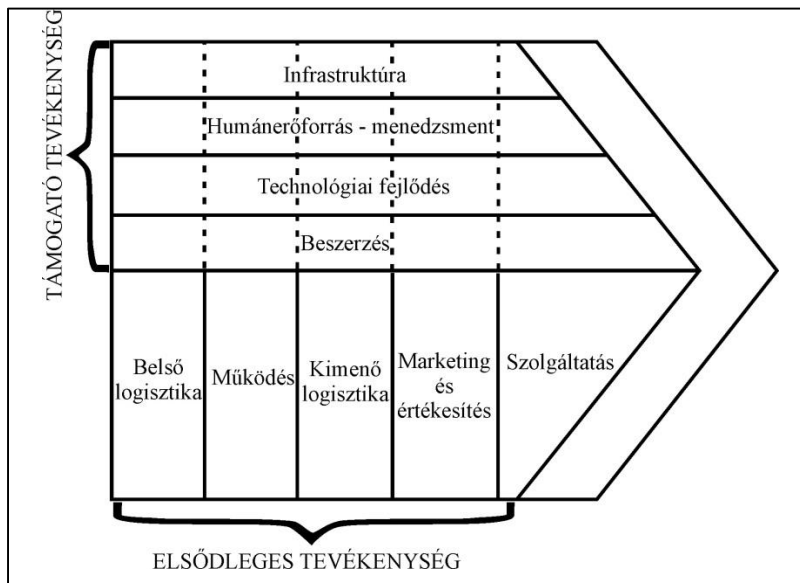 TÁMOGATÓ TEVÉKENYSÉG
Infrastruktúra
Humánerőforrás - menedzsment
Technológiai fejlődés
Beszerzés
Belső
logisztika
Működés
Kimenő
logisztika
Marketing
és
értékesítés
Szolgáltatás
ELSŐDLEGES TEVÉKENYSÉG